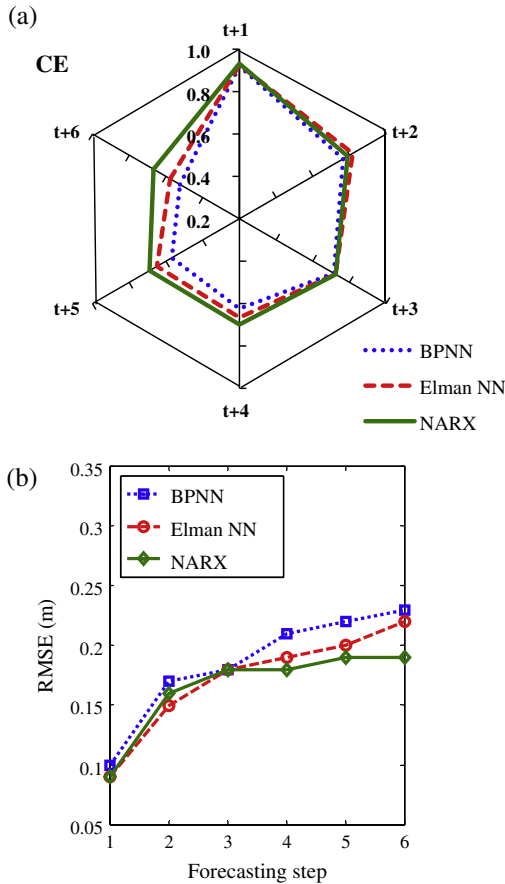 (a)
t+1
CE
1.0
0.8
0.6
0.4
0.2
t+6
t+2
t+5
t+3
t+4
BPNN
Elman NN
NARX
(b)
0.35
0.3
0.25
0.2
0.15
0.1
0.05
RMSE (m)
BPNN
Elman NN
NARX
1 2 3 4 5 6
Forecasting step